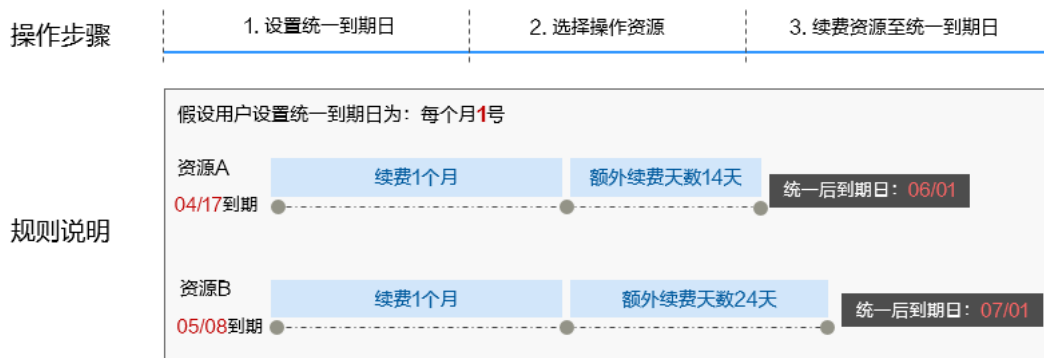 操作步骤
1. 设置统一到期日
2. 选择操作资源
3. 续费资源至统一到期日
规则说明
假设用户设置统一到期日为：每个月1号
资源A
04/17到期
续费1个月
额外续费天数14天
统一后到期日：06/01
资源B
05/08到期
续费1个月
额外续费天数24天
统一后到期日：07/01